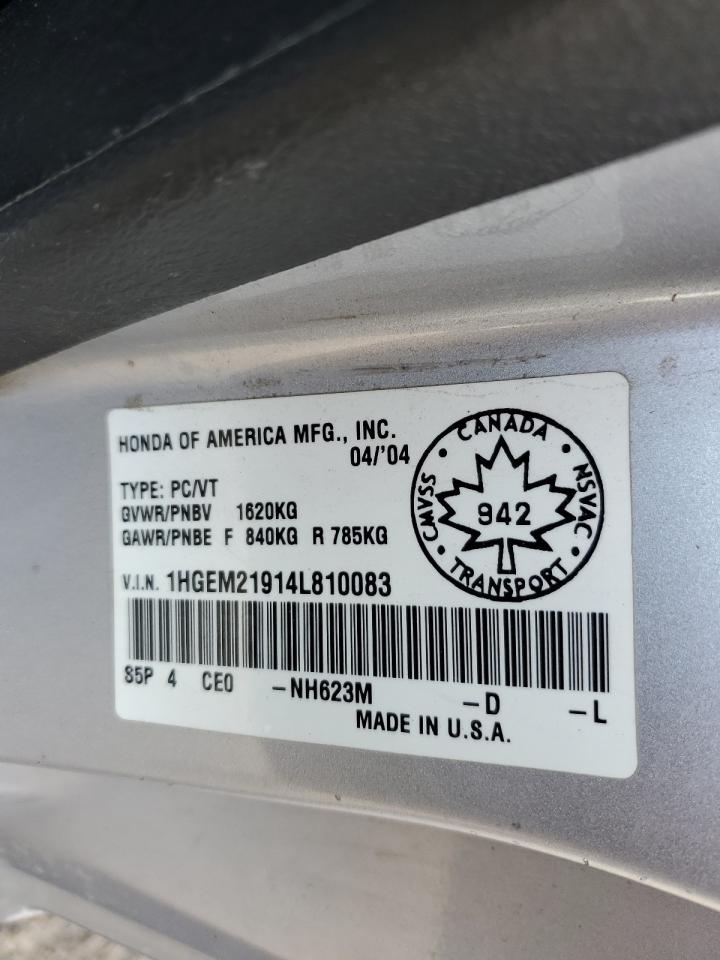 HONDA OF AMERICA MFG., INC.
04/'04
TYPE: PC/VT
GVWR/PNBV 1620KG
GAWR/PNBE F 840KG R 785KG
V.I.N. 1HGEM21914L810083
S5P 4 CE0 -NH623M -D -L
MADE IN U.S.A.
CANADA
CMVSS • NSVAC
942
TRANSPORT